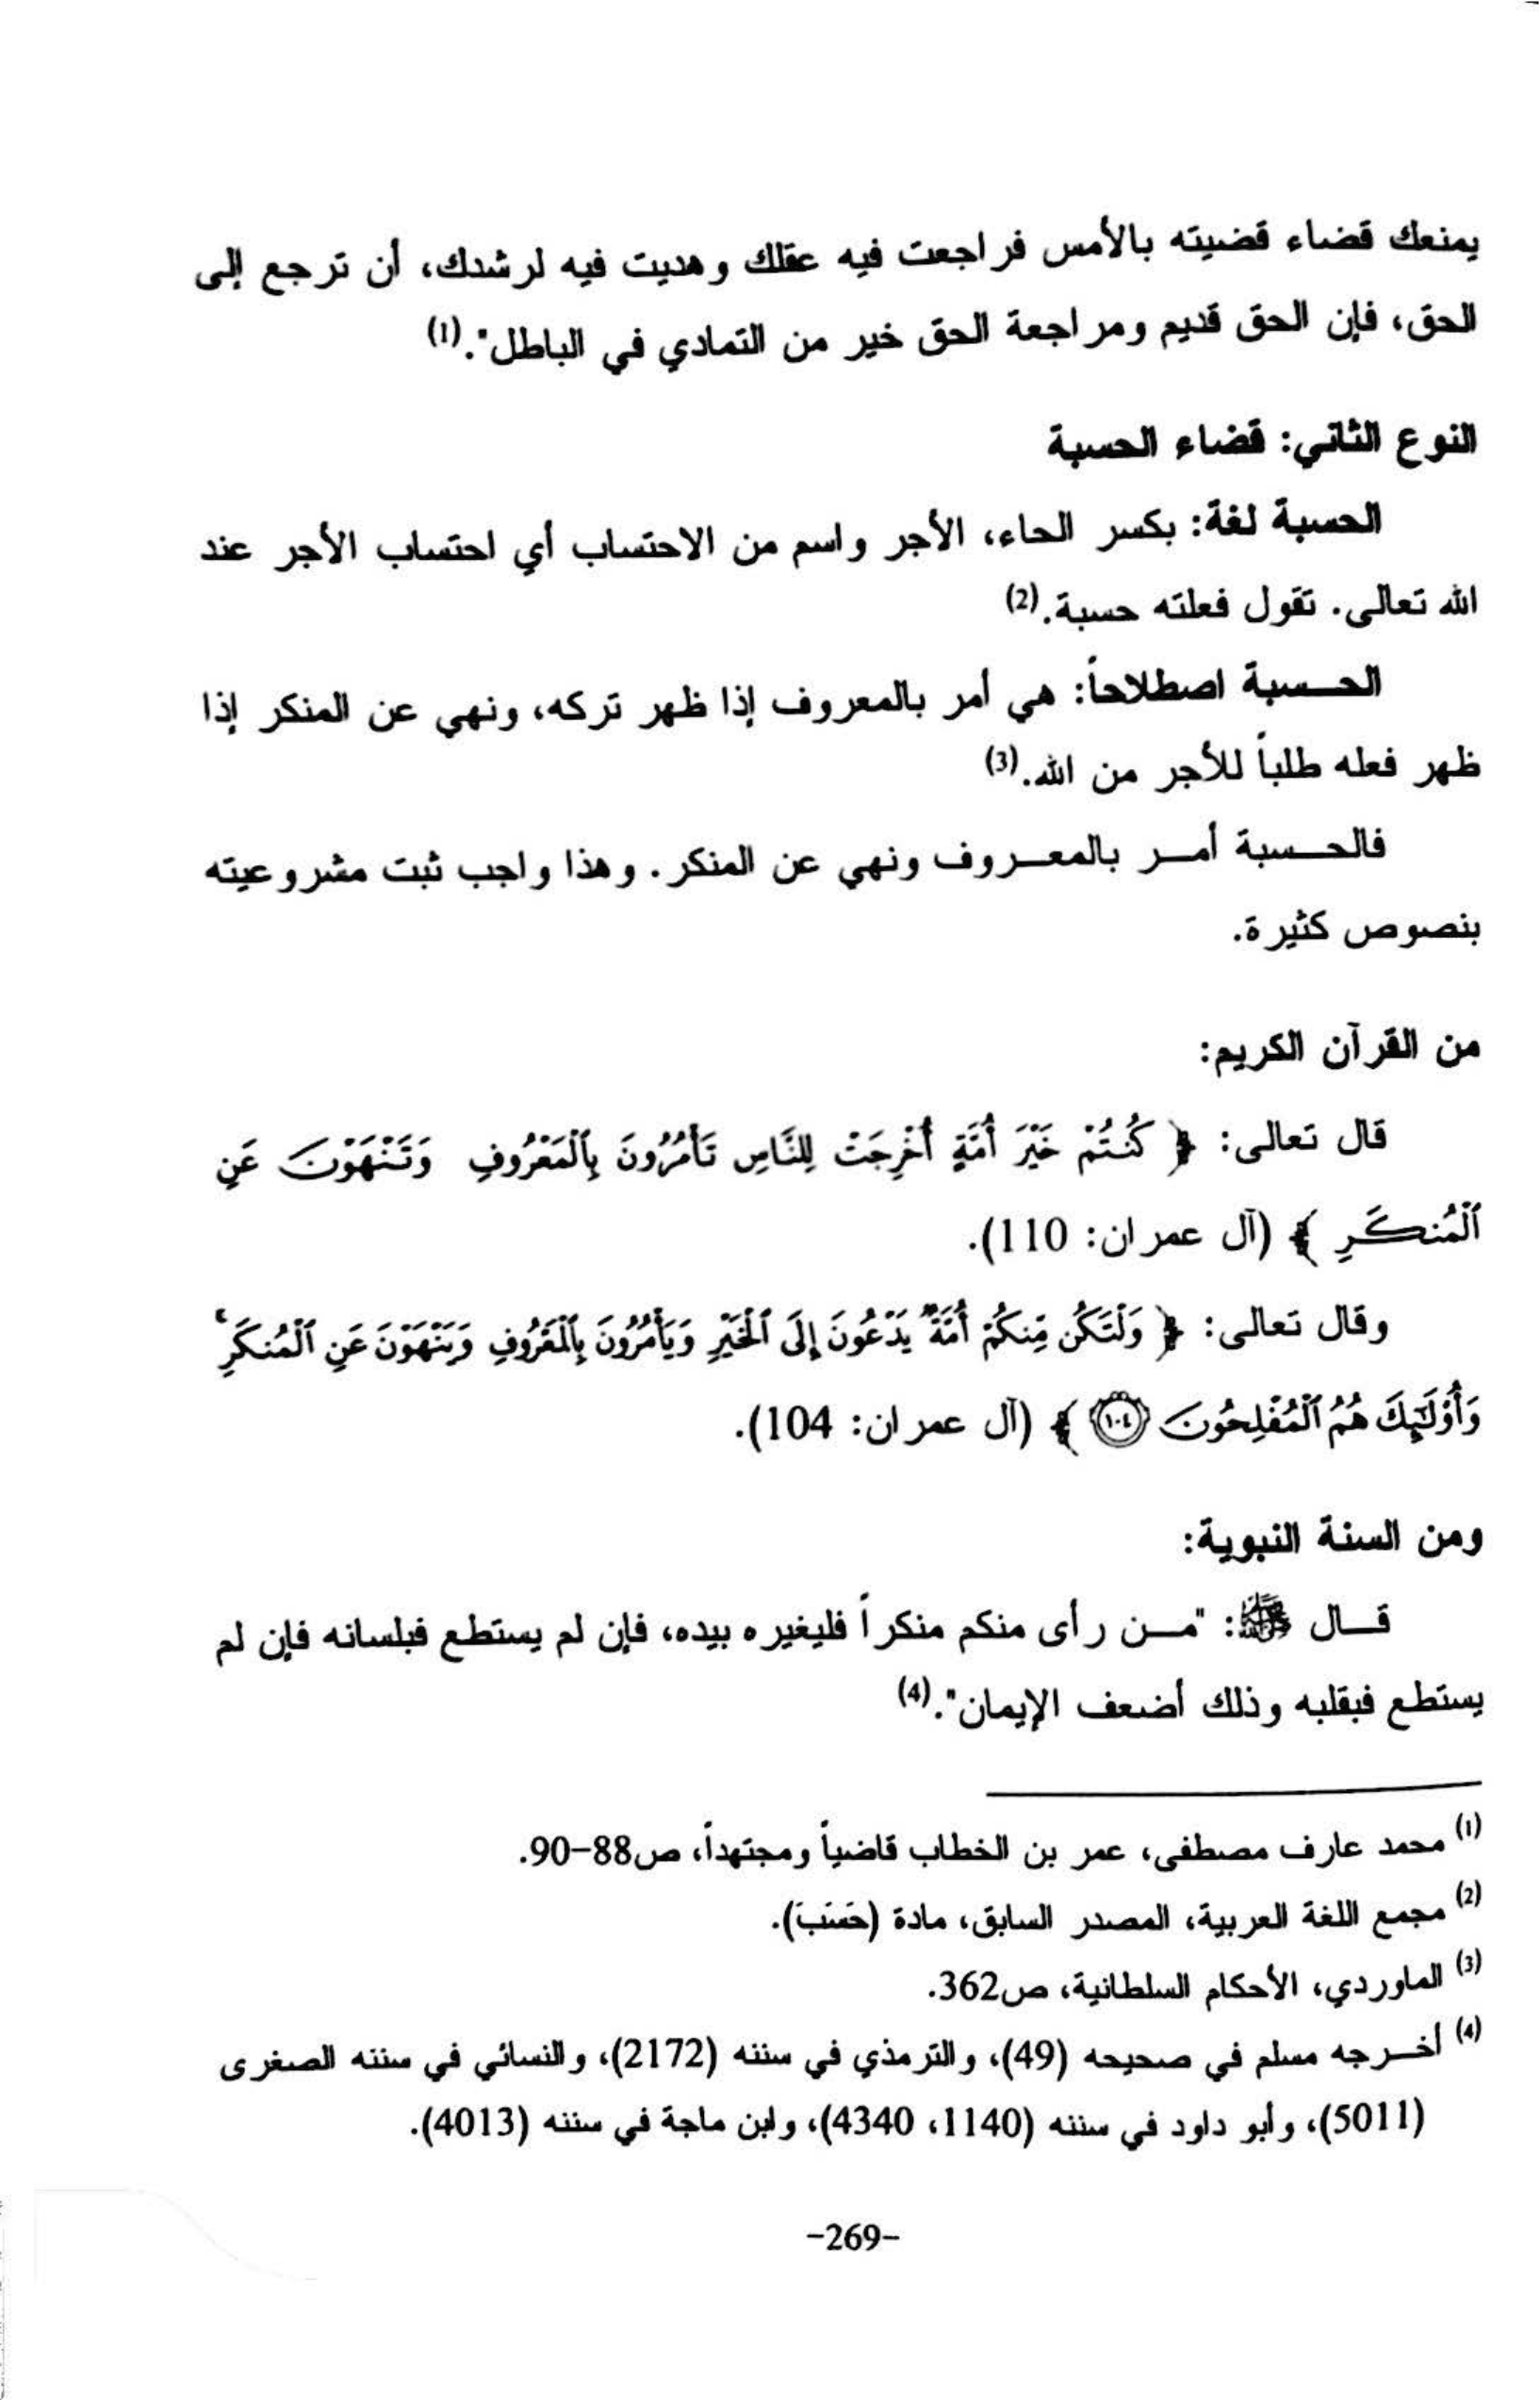 يمنعك قضاء قضيته بالأمس فراجعت فيه عقلك وهديت فيه لرشدك، أن ترجع إلى
الحق، فإن الحق قديم ومراجعة الحق خير من التمادي في الباطل".(1)
النوع الثاني: قضاء الحسبة
الحسبة لغة: بكسر الحاء، الأجر واسم من الاحتساب أي احتساب الأجر عند
الله تعالى. تقول فعلته حسبة.(2)
الحسبة اصطلاحاً: هي أمر بالمعروف إذا ظهر تركه، ونهي عن المنكر إذا
ظهر فعله طلباً للأجر من الله.(3)
فالحسبة أمر بالمعروف ونهي عن المنكر. وهذا واجب ثبت مشروعيته
بنصوص كثيرة.
من القرآن الكريم:
قال تعالى: ﴿ كُنتُمْ خَيْرَ أُمَّةٍ أُخْرِجَتْ لِلنَّاسِ تَأْمُرُونَ بِٱلْمَعْرُوفِ وَتَنْهَوْنَ عَنِ
ٱلْمُنكَرِ ﴾ (آل عمران: 110).
وقال تعالى: ﴿ وَلْتَكُن مِّنكُمْ أُمَّةٌ يَدْعُونَ إِلَى ٱلْخَيْرِ وَيَأْمُرُونَ بِٱلْمَعْرُوفِ وَيَنْهَوْنَ عَنِ ٱلْمُنكَرِ ۚ
وَأُوْلَٰٓئِكَ هُمُ ٱلْمُفْلِحُونَ ١٠٤ ﴾ (آل عمران: 104).
ومن السنة النبوية:
قال ﷺ: "من رأى منكم منكراً فليغيره بيده، فإن لم يستطع فبلسانه فإن لم
يستطع فبقلبه وذلك أضعف الإيمان".(4)
(1) محمد عارف مصطفى، عمر بن الخطاب قاضياً ومجتهداً، ص88-90.
(2) مجمع اللغة العربية، المصدر السابق، مادة (حَسَبَ).
(3) الماوردي، الأحكام السلطانية، ص362.
(4) أخرجه مسلم في صحيحه (49)، والترمذي في سننه (2172)، والنسائي في سننه الصغرى
(5011)، وأبو داود في سننه (1140، 4340)، وابن ماجة في سننه (4013).
-269-